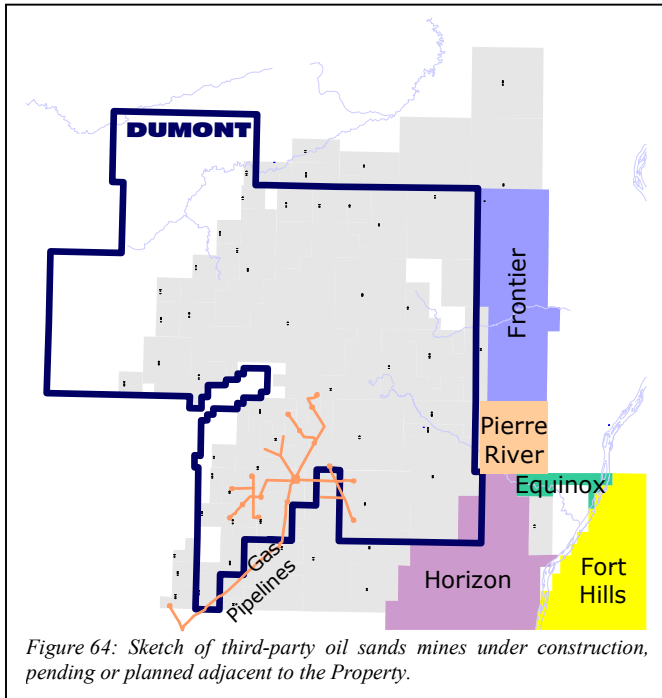 DUMONT
Frontier
Pierre
River
Equinox
Gas
Pipelines
Horizon
Fort
Hills
Figure 64: Sketch of third-party oil sands mines under construction,
pending or planned adjacent to the Property.